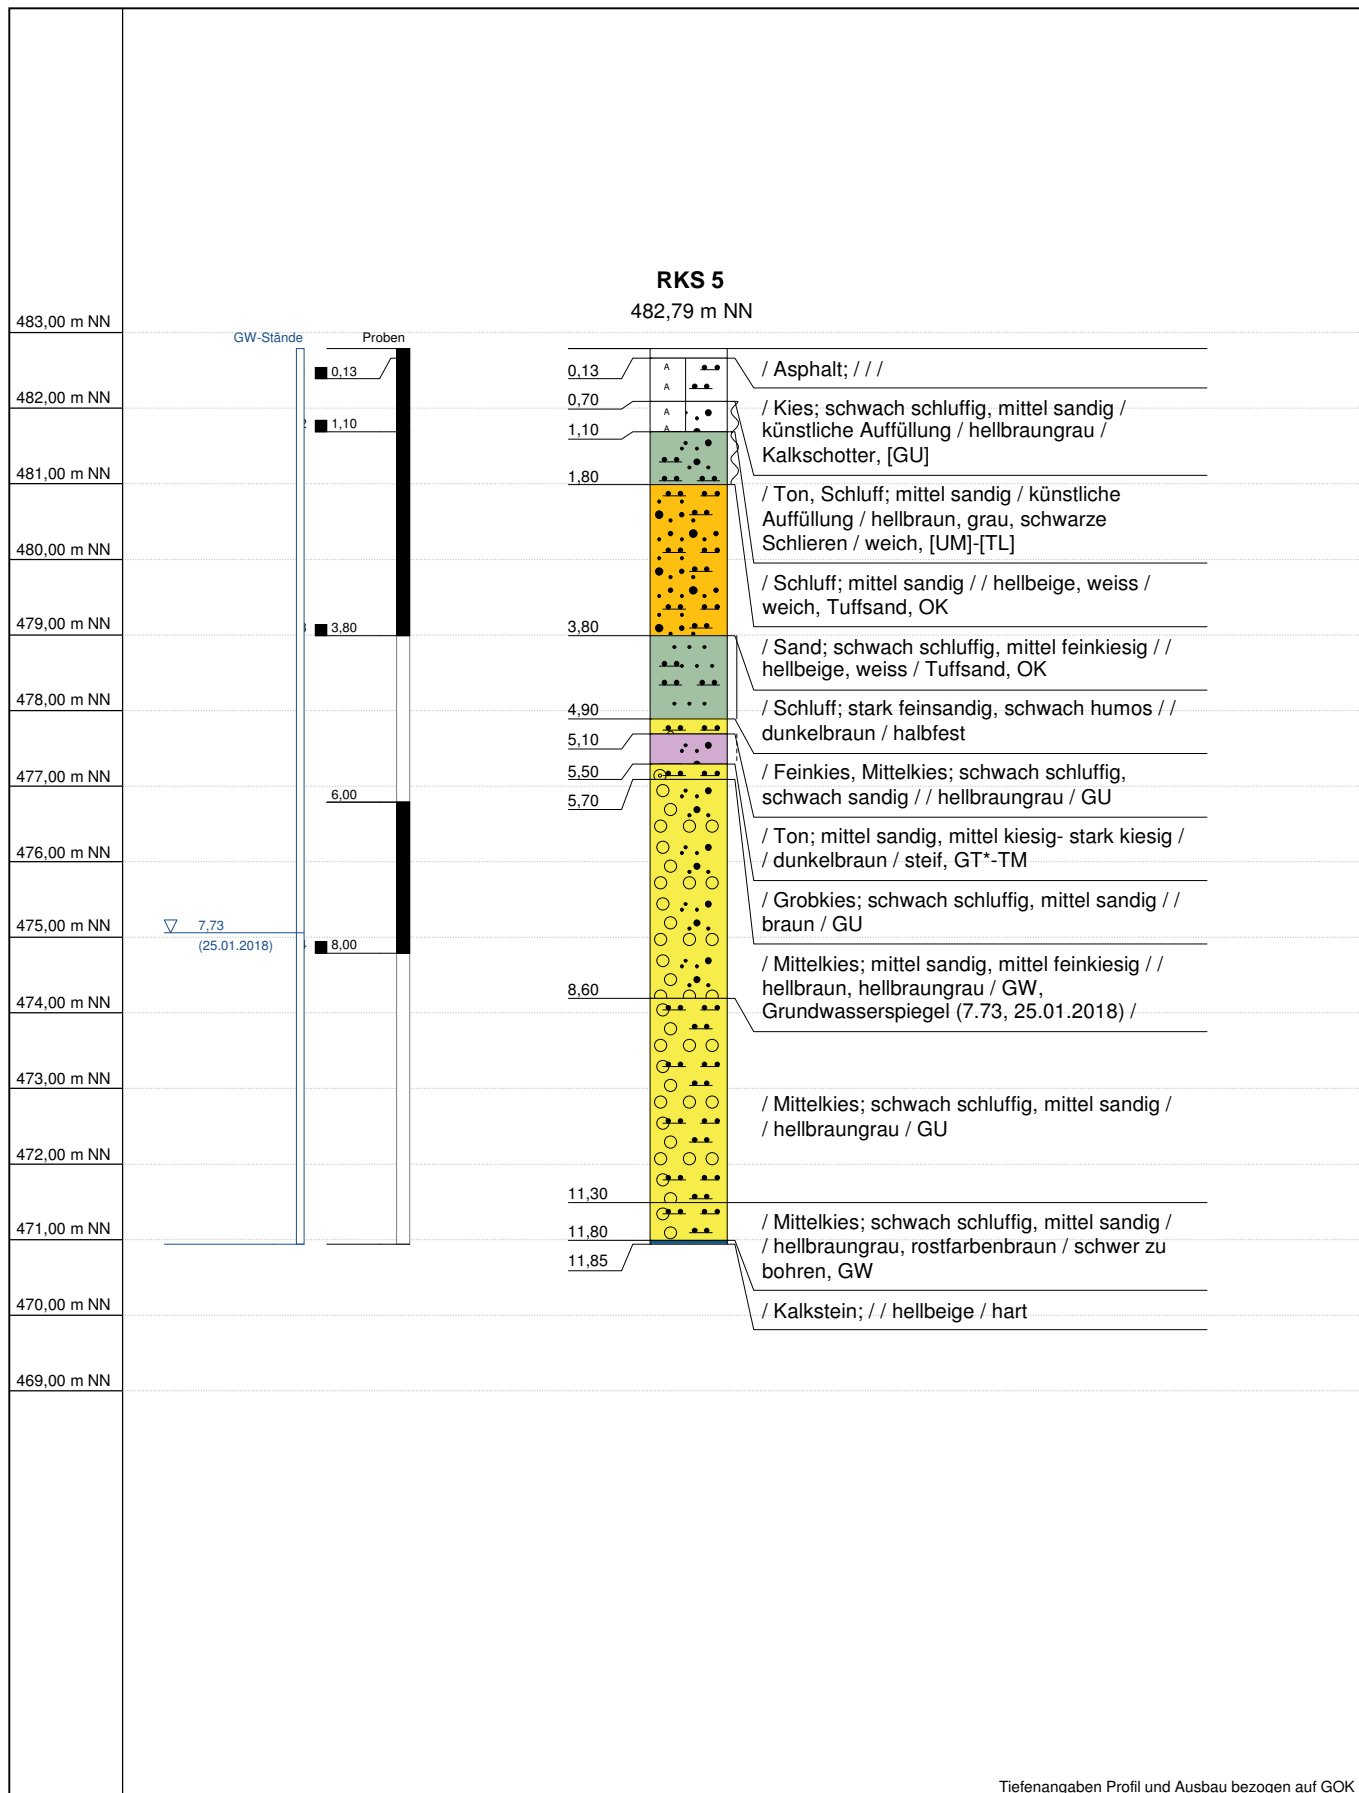 RKS 5
482,79 m NN
483,00 m NN
482,00 m NN
481,00 m NN
480,00 m NN
479,00 m NN
478,00 m NN
477,00 m NN
476,00 m NN
475,00 m NN
474,00 m NN
473,00 m NN
472,00 m NN
471,00 m NN
470,00 m NN
469,00 m NN
GW-Stände
7,73
(25.01.2018)
Proben
0,13
1,10
3,80
6,00
8,00
0,13
0,70
1,10
1,80
3,80
4,90
5,10
5,50
5,70
8,60
11,30
11,80
11,85
A
A
A
A
/ Asphalt; / / /
/ Kies; schwach schluffig, mittel sandig /
künstliche Auffüllung / hellbraungrau /
Kalkschotter, [GU]
/ Ton, Schluff; mittel sandig / künstliche
Auffüllung / hellbraun, grau, schwarze
Schlieren / weich, [UM]-[TL]
/ Schluff; mittel sandig / / hellbeige, weiss /
weich, Tuffsand, OK
/ Sand; schwach schluffig, mittel feinkiesig / /
hellbeige, weiss / Tuffsand, OK
/ Schluff; stark feinsandig, schwach humos / /
dunkelbraun / halbfest
/ Feinkies, Mittelkies; schwach schluffig,
schwach sandig / / hellbraungrau / GU
/ Ton; mittel sandig, mittel kiesig- stark kiesig /
/ dunkelbraun / steif, GT*-TM
/ Grobkies; schwach schluffig, mittel sandig / /
braun / GU
/ Mittelkies; mittel sandig, mittel feinkiesig / /
hellbraun, hellbraungrau / GW,
Grundwasserspiegel (7.73, 25.01.2018) /
/ Mittelkies; schwach schluffig, mittel sandig /
/ hellbraungrau / GU
/ Mittelkies; schwach schluffig, mittel sandig /
/ hellbraungrau, rostfarbenbraun / schwer zu
bohren, GW
/ Kalkstein; / / hellbeige / hart
Tiefenangaben Profil und Ausbau bezogen auf GOK